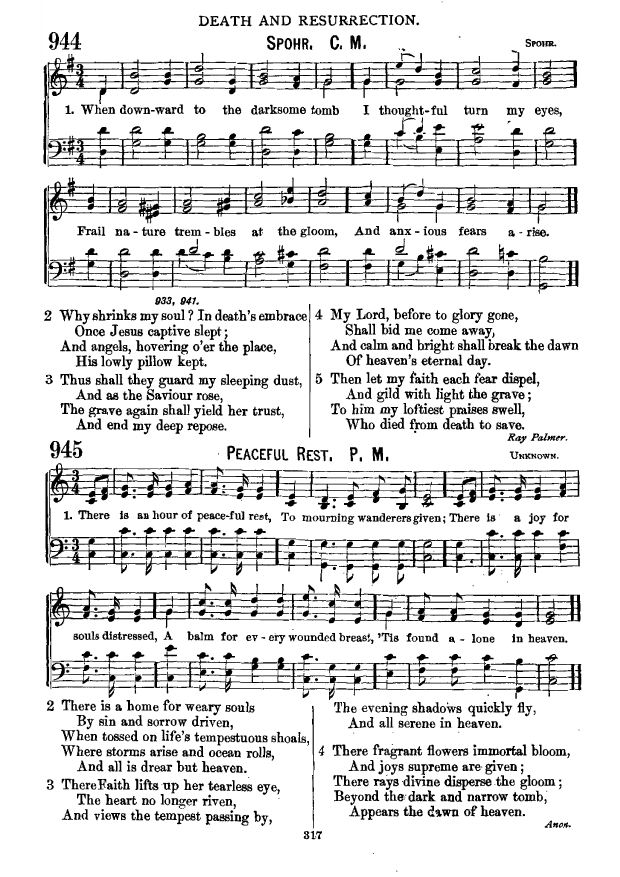 DEATH AND RESURRECTION.
944 SPOHR. C. M. SPOHR.
1. When down-ward to the darksome tomb I thought-ful turn my eyes,
Frail na-ture trem-bles at the gloom, And anx-ious fears a-rise.
933, 941.
2 Why shrinks my soul? In death's embrace
Once Jesus captive slept;
And angels, hovering o'er the place,
His lowly pillow kept.
3 Thus shall they guard my sleeping dust,
And as the Saviour rose,
The grave again shall yield her trust,
And end my deep repose.
4 My Lord, before to glory gone,
Shall bid me come away,
And calm and bright shall break the dawn
Of heaven's eternal day.
5 Then let my faith each fear dispel,
And gild with light the grave;
To him my loftiest praises swell,
Who died from death to save.
Ray Palmer.
945 PEACEFUL REST. P. M. UNKNOWN.
1. There is an hour of peace-ful rest, To mourning wanderers given; There is a joy for
souls distressed, A balm for ev-ery wounded breast, 'Tis found a-lone in heaven.
2 There is a home for weary souls
By sin and sorrow driven,
When tossed on life's tempestuous shoals,
Where storms arise and ocean rolls,
And all is drear but heaven.
3 There Faith lifts up her tearless eye,
The heart no longer riven,
And views the tempest passing by,
The evening shadows quickly fly,
And all serene in heaven.
4 There fragrant flowers immortal bloom,
And joys supreme are given;
There rays divine disperse the gloom;
Beyond the dark and narrow tomb,
Appears the dawn of heaven.
Anon.
317